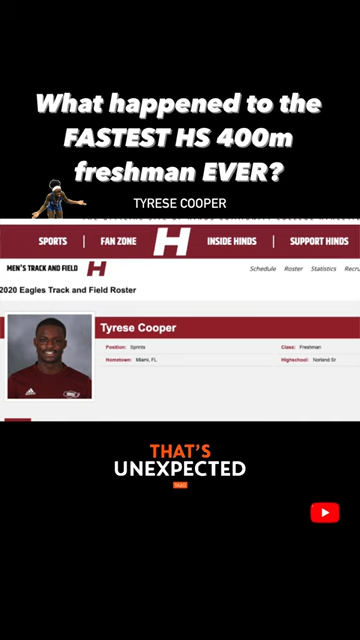 What happened to the
FASTEST HS 400m
freshman EVER?
TYRESE COOPER
SPORTS FAN ZONE H INSIDE HINDS SUPPORT HINDS
MEN'S TRACK AND FIELD H Schedule Roster Statistics Recru
2020 Eagles Track and Field Roster
Tyrese Cooper
Position: Sprints Class: Freshman
Hometown: Miami, FL Highschool: Norland Sr
THAT'S
UNEXPECTED